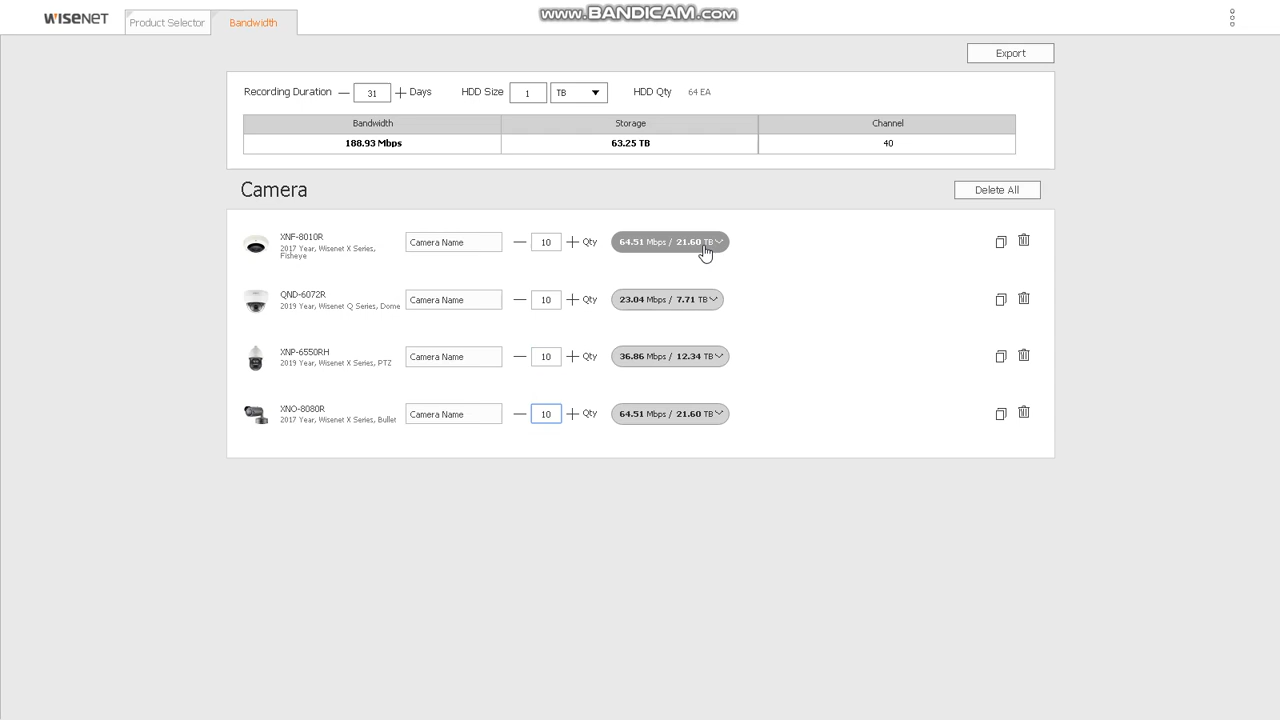 www.BANDICAM.com
WISENET
Product Selector
Bandwidth
Export
Recording Duration
31
Days
HDD Size
1
TB
HDD Qty
64 EA
Bandwidth
Storage
Channel
188.93 Mbps
63.25 TB
40
Camera
Delete All
XNF-8010R
2017 Year, Wisenet X Series,
Fisheye
Camera Name
10
Qty
64.51 Mbps / 21.60 TB
QND-6072R
2019 Year, Wisenet Q Series, Dome
Camera Name
10
Qty
23.04 Mbps / 7.71 TB
XNP-6550RH
2019 Year, Wisenet X Series, PTZ
Camera Name
10
Qty
36.86 Mbps / 12.34 TB
XNO-8080R
2017 Year, Wisenet X Series, Bullet
Camera Name
10
Qty
64.51 Mbps / 21.60 TB